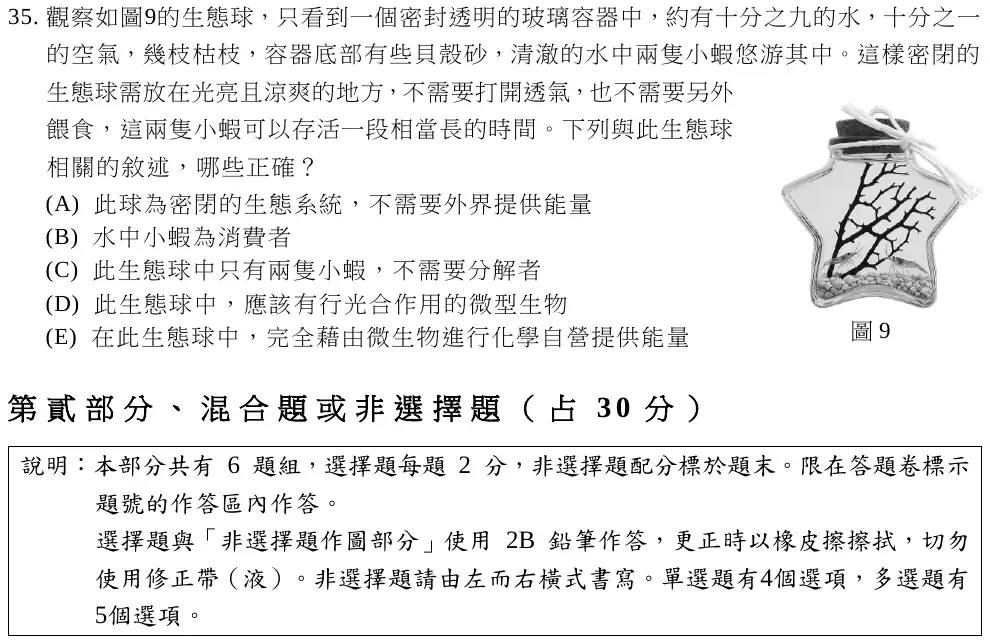 35. 觀察如圖9的生態球，只看到一個密封透明的玻璃容器中，約有十分之九的水，十分之一
的空氣，幾枝枯枝，容器底部有些貝殼砂，清澈的水中兩隻小蝦悠游其中。這樣密閉的
生態球需放在光亮且涼爽的地方，不需要打開透氣，也不需要另外
餵食，這兩隻小蝦可以存活一段相當長的時間。下列與此生態球
相關的敘述，哪些正確？
(A) 此球為密閉的生態系統，不需要外界提供能量
(B) 水中小蝦為消費者
(C) 此生態球中只有兩隻小蝦，不需要分解者
(D) 此生態球中，應該有行光合作用的微型生物
(E) 在此生態球中，完全藉由微生物進行化學自營提供能量
圖 9
第貳部分、混合題或非選擇題（占 30 分）
說明：本部分共有 6 題組，選擇題每題 2 分，非選擇題配分標於題末。限在答題卷標示
題號的作答區內作答。
選擇題與「非選擇題作圖部分」使用 2B 鉛筆作答，更正時以橡皮擦擦拭，切勿
使用修正帶（液）。非選擇題請由左而右橫式書寫。單選題有4個選項，多選題有
5個選項。